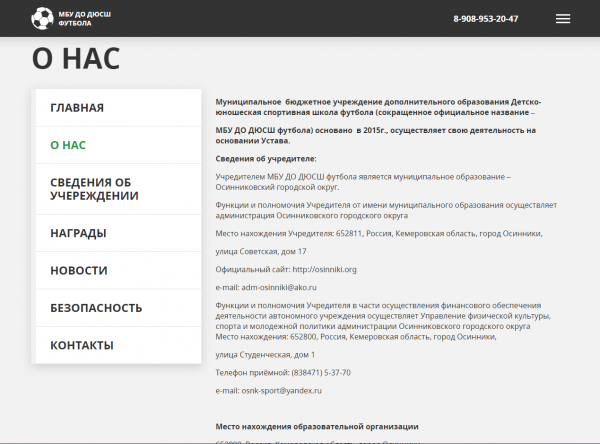 МБУ ДО ДЮСШ
ФУТБОЛА
8-908-953-20-47
О НАС
ГЛАВНАЯ
О НАС
СВЕДЕНИЯ ОБ
УЧЕРЕЖДЕНИИ
НАГРАДЫ
НОВОСТИ
БЕЗОПАСНОСТЬ
КОНТАКТЫ
Муниципальное бюджетное учреждение дополнительного образования Детско-
юношеская спортивная школа футбола (сокращенное официальное название –
МБУ ДО ДЮСШ футбола) основано в 2015г., осуществляет свою деятельность на
основании Устава.
Сведения об учредителе:
Учредителем МБУ ДО ДЮСШ футбола является муниципальное образование –
Осинниковский городской округ.
Функции и полномочия Учредителя от имени муниципального образования осуществляет
администрация Осинниковского городского округа
Место нахождения Учредителя: 652811, Россия, Кемеровская область, город Осинники,
улица Советская, дом 17
Официальный сайт: http://osinniki.org
e-mail: adm-osinniki@ako.ru
Функции и полномочия Учредителя в части осуществления финансового обеспечения
деятельности автономного учреждения осуществляет Управление физической культуры,
спорта и молодежной политики администрации Осинниковского городского округа
Место нахождения: 652800, Россия, Кемеровская область, город Осинники,
улица Студенческая, дом 1
Телефон приёмной: (838471) 5-37-70
e-mail: osnk-sport@yandex.ru
Место нахождения образовательной организации